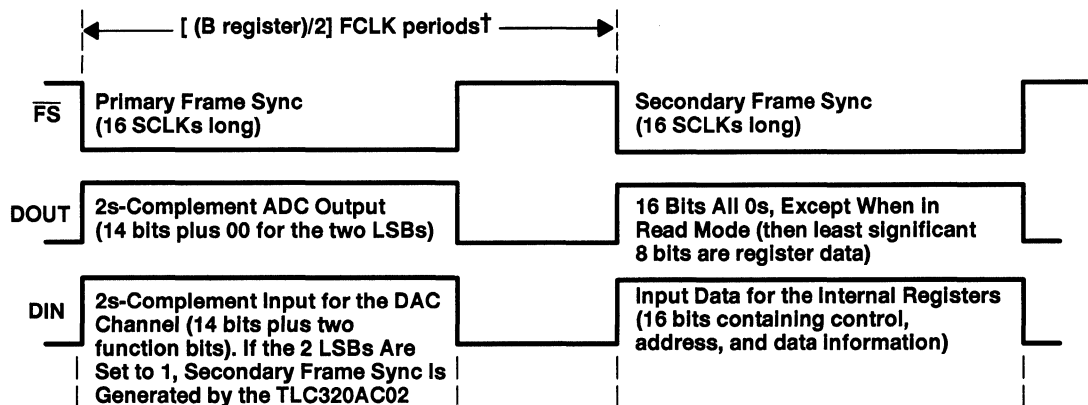 [ (B register)/2] FCLK periods†
FS
Primary Frame Sync
(16 SCLKs long)
Secondary Frame Sync
(16 SCLKs long)
DOUT
2s-Complement ADC Output
(14 bits plus 00 for the two LSBs)
16 Bits All 0s, Except When in
Read Mode (then least significant
8 bits are register data)
DIN
2s-Complement Input for the DAC
Channel (14 bits plus two
function bits). If the 2 LSBs Are
Set to 1, Secondary Frame Sync is
Generated by the TLC320AC02
Input Data for the Internal Registers
(16 bits containing control,
address, and data information)